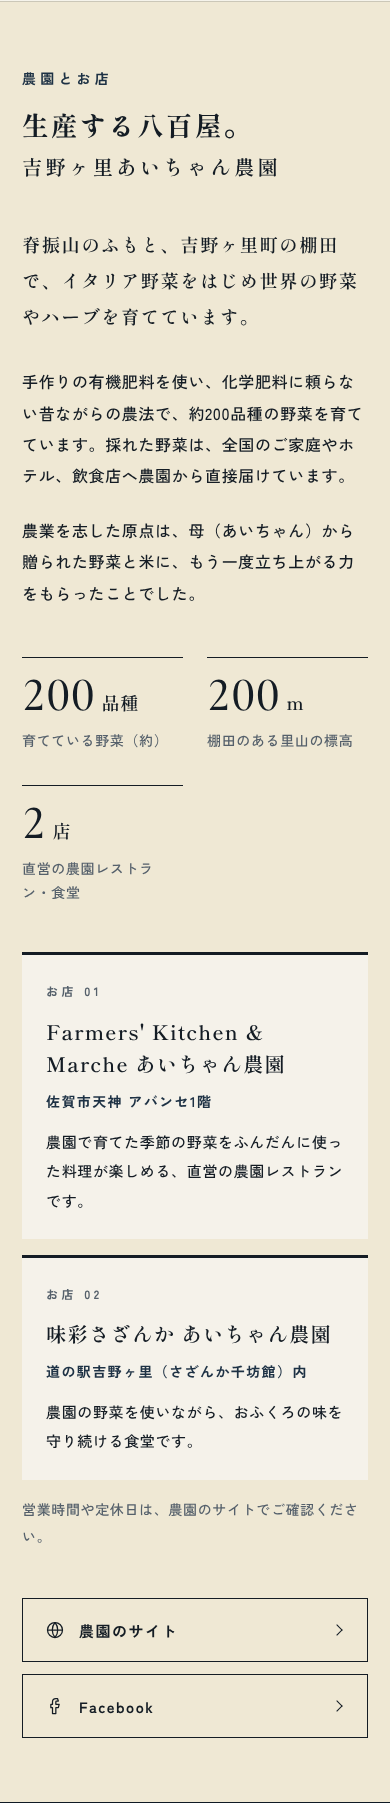 農園とお店
生産する八百屋。
吉野ヶ里あいちゃん農園
脊振山のふもと、吉野ヶ里町の棚田
で、イタリア野菜をはじめ世界の野菜
やハーブを育てています。
手作りの有機肥料を使い、化学肥料に頼らな
い昔ながらの農法で、約200品種の野菜を育て
ています。採れた野菜は、全国のご家庭やホ
テル、飲食店へ農園から直接届けています。
農業を志した原点は、母（あいちゃん）から
贈られた野菜と米に、もう一度立ち上がる力
をもらったことでした。
200 品種
育てている野菜（約）
200 m
棚田のある里山の標高
2 店
直営の農園レストラ
ン・食堂
お店 01
Farmers' Kitchen &
Marche あいちゃん農園
佐賀市天神 アバンセ1階
農園で育てた季節の野菜をふんだんに使っ
た料理が楽しめる、直営の農園レストラン
です。
お店 02
味彩さざんか あいちゃん農園
道の駅吉野ヶ里（さざんか千坊館）内
農園の野菜を使いながら、おふくろの味を
守り続ける食堂です。
営業時間や定休日は、農園のサイトでご確認くださ
い。
農園のサイト
Facebook